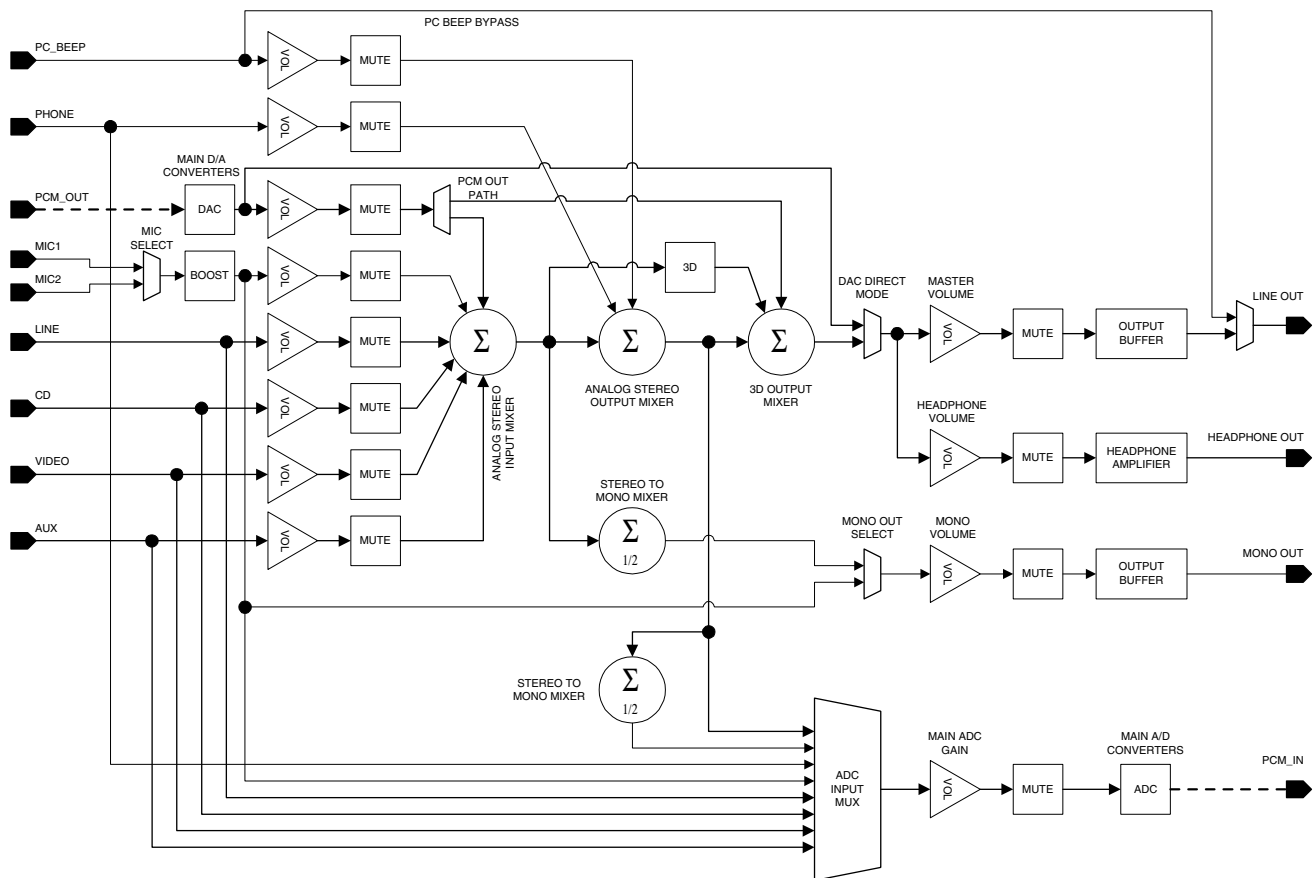 PC BEEP BYPASS
PC_BEEP
VOL
MUTE
PHONE
VOL
MUTE
MAIN D/A
CONVERTERS
PCM_OUT
DAC
VOL
MUTE
PCM OUT
PATH
MIC
SELECT
MIC1
MIC2
BOOST
VOL
MUTE
3D
LINE
VOL
MUTE
Σ
ANALOG STEREO
INPUT MIXER
Σ
ANALOG STEREO
OUTPUT MIXER
Σ
3D OUTPUT
MIXER
DAC DIRECT
MODE
MASTER
VOLUME
VOL
MUTE
OUTPUT
BUFFER
LINE OUT
CD
VOL
MUTE
HEADPHONE
VOLUME
VOL
MUTE
HEADPHONE
AMPLIFIER
HEADPHONE OUT
VIDEO
VOL
MUTE
AUX
VOL
MUTE
STEREO TO
MONO MIXER
Σ
1/2
MONO OUT
SELECT
MONO
VOLUME
VOL
MUTE
OUTPUT
BUFFER
MONO OUT
STEREO TO
MONO MIXER
Σ
1/2
ADC
INPUT
MUX
MAIN ADC
GAIN
VOL
MUTE
MAIN A/D
CONVERTERS
ADC
PCM_IN